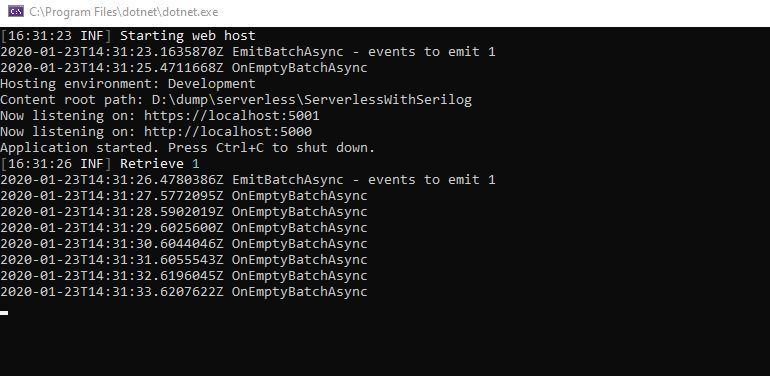 C:\Program Files\dotnet\dotnet.exe
[16:31:23 INF] Starting web host
2020-01-23T14:31:23.1635870Z EmitBatchAsync - events to emit 1
2020-01-23T14:31:25.4711668Z OnEmptyBatchAsync
Hosting environment: Development
Content root path: D:\dump\serverless\ServerlessWithSerilog
Now listening on: https://localhost:5001
Now listening on: http://localhost:5000
Application started. Press Ctrl+C to shut down.
[16:31:26 INF] Retrieve 1
2020-01-23T14:31:26.4780386Z EmitBatchAsync - events to emit 1
2020-01-23T14:31:27.5772095Z OnEmptyBatchAsync
2020-01-23T14:31:28.5902019Z OnEmptyBatchAsync
2020-01-23T14:31:29.6025600Z OnEmptyBatchAsync
2020-01-23T14:31:30.6044046Z OnEmptyBatchAsync
2020-01-23T14:31:31.6055543Z OnEmptyBatchAsync
2020-01-23T14:31:32.6196045Z OnEmptyBatchAsync
2020-01-23T14:31:33.6207622Z OnEmptyBatchAsync